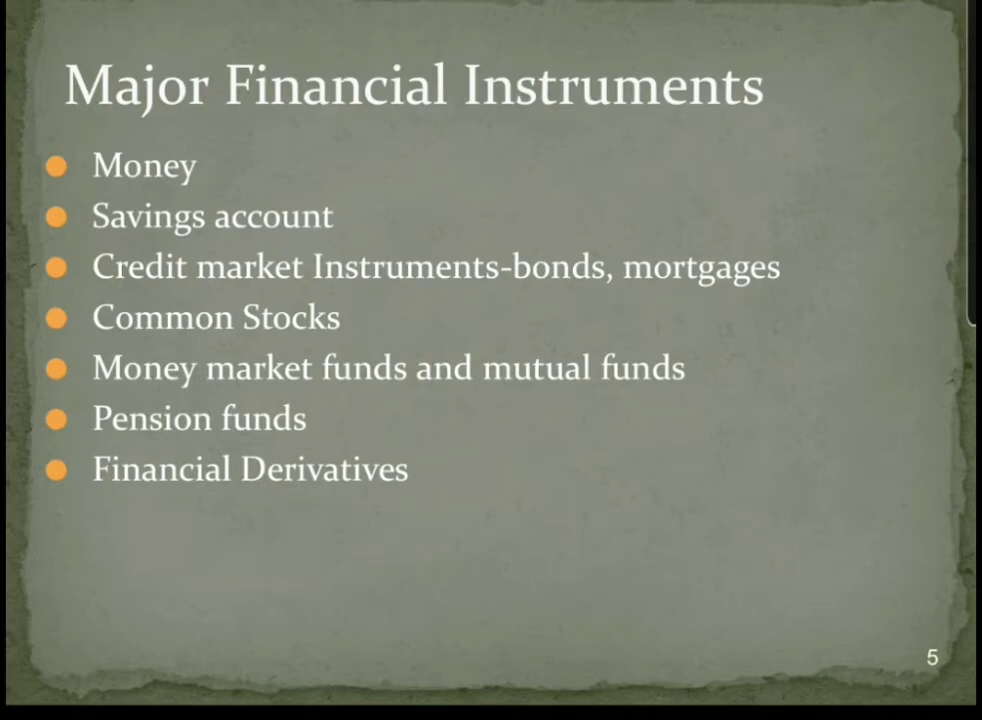 Major Financial Instruments
Money
Savings account
Credit market Instruments-bonds, mortgages
Common Stocks
Money market funds and mutual funds
Pension funds
Financial Derivatives
5